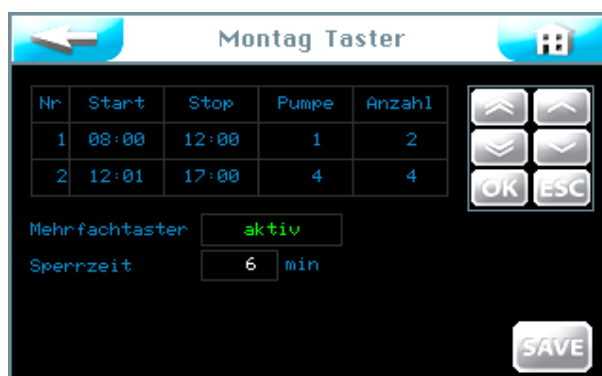 Montag Taster
Nr Start Stop Pumpe Anzahl
1 08:00 12:00 1 2
2 12:01 17:00 4 4
OK ESC
Mehrfachtaster aktiv
Sperrzeit 6 min
SAVE